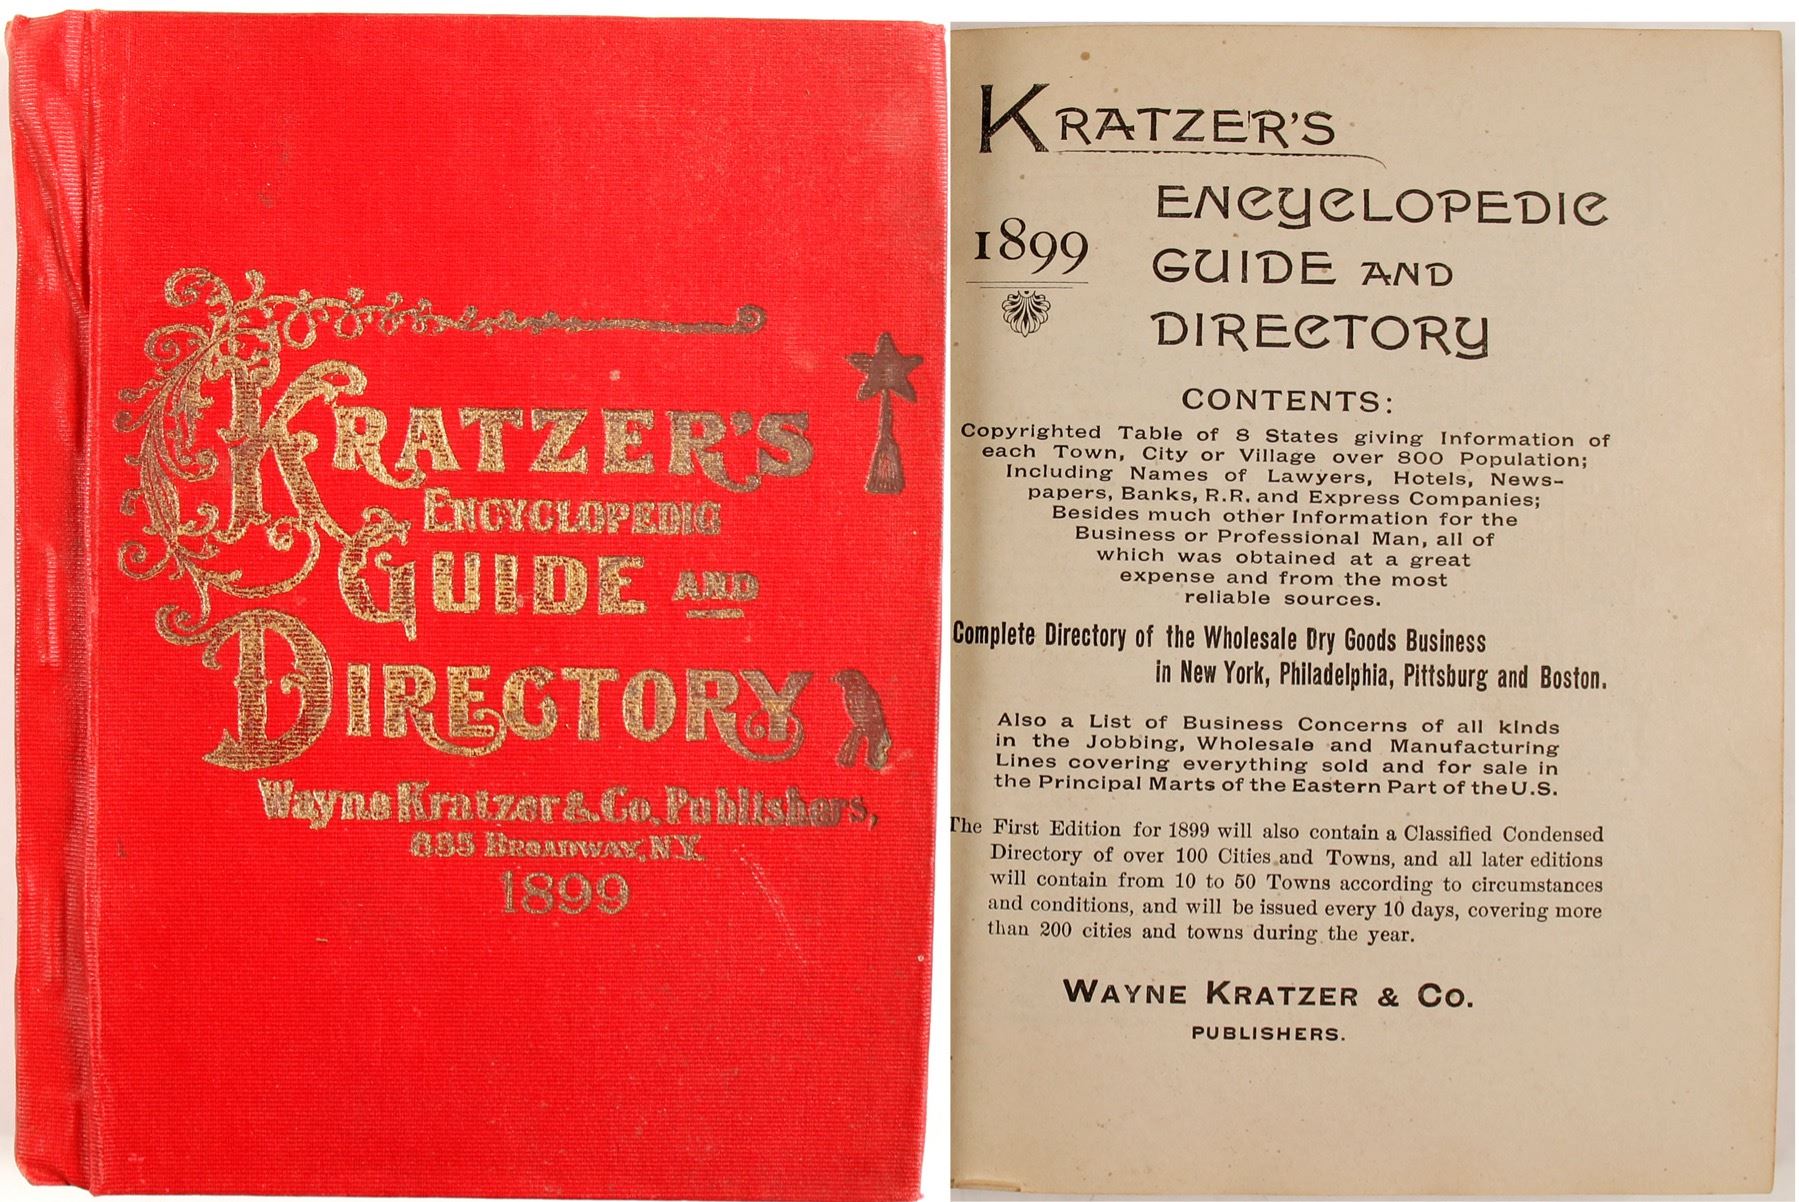 KRATZER'S
ENCYCLOPEDIC
GUIDE AND
DIRECTORY
Wayne Kratzer & Co. Publishers,
835 BROADWAY, N.Y.
1899
KRATZER'S
ENCYCLOPEDIC
1899
GUIDE AND
DIRECTORY
CONTENTS:
Copyrighted Table of 8 States giving Information of
each Town, City or Village over 800 Population;
Including Names of Lawyers, Hotels, News-
papers, Banks, R.R. and Express Companies;
Besides much other Information for the
Business or Professional Man, all of
which was obtained at a great
expense and from the most
reliable sources.
Complete Directory of the Wholesale Dry Goods Business
in New York, Philadelphia, Pittsburg and Boston.
Also a List of Business Concerns of all kinds
in the Jobbing, Wholesale and Manufacturing
Lines covering everything sold and for sale in
the Principal Marts of the Eastern Part of the U.S.
The First Edition for 1899 will also contain a Classified Condensed
Directory of over 100 Cities and Towns, and all later editions
will contain from 10 to 50 Towns according to circumstances
and conditions, and will be issued every 10 days, covering more
than 200 cities and towns during the year.
WAYNE KRATZER & CO.
PUBLISHERS.